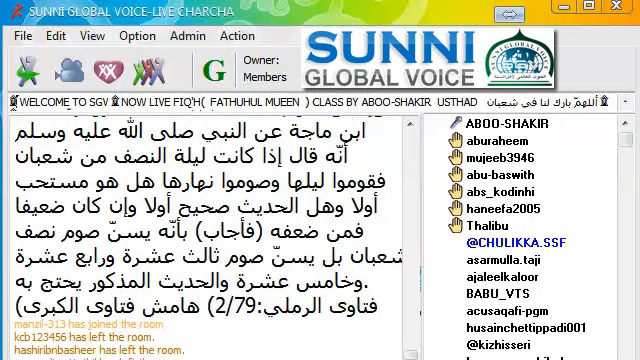 SUNNI GLOBAL VOICE-LIVE CHARCHA
File Edit View Option Admin Action
G
Owner:
Members
SUNNI
GLOBAL VOICE
WELCOME TO SGV NOW LIVE FIQ'H( FATHUHUL MUEEN ) CLASS BY ABOO-SHAKIR USTHAD أللهمّ بارك لنا في شعبان
ابن ماجة عن النبي صلى الله عليه وسلم
أنّه قال إذا كانت ليلة النصف من شعبان
فقوموا ليلها وصوموا نهارها هل هو مستحب
أولا وهل الحديث صحيح أولا وإن كان ضعيفا
فمن ضعفه (فأجاب) بأنه يسنّ صوم نصف
شعبان بل يسنّ صوم ثالث عشرة ورابع عشرة
وخامس عشرة والحديث المذكور يحتج به.
(فتاوى الرملي:2/79) هامش فتاوى الكبرى)
manzil-313 has joined the room
kcb123456 has left the room.
hashiribnbasheer has left the room.
ABOO-SHAKIR
aburaheem
mujeeb3946
abu-baswith
abs_kodinhi
haneefa2005
Thalibu
@CHULIKKA.SSF
asarmulla.taji
ajaleelkaloor
BABU_VTS
acusaqafi-pgm
husainchettippadi001
@kizhisseri